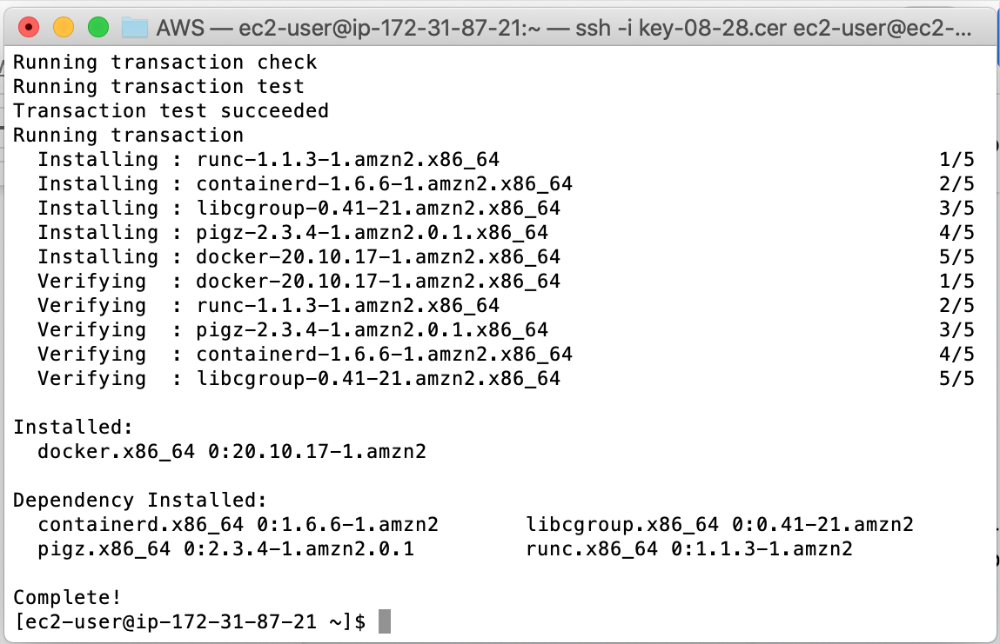 AWS — ec2-user@ip-172-31-87-21:~ — ssh -i key-08-28.cer ec2-user@ec2-...
Running transaction check
Running transaction test
Transaction test succeeded
Running transaction
  Installing : runc-1.1.3-1.amzn2.x86_64 1/5
  Installing : containerd-1.6.6-1.amzn2.x86_64 2/5
  Installing : libcgroup-0.41-21.amzn2.x86_64 3/5
  Installing : pigz-2.3.4-1.amzn2.0.1.x86_64 4/5
  Installing : docker-20.10.17-1.amzn2.x86_64 5/5
  Verifying  : docker-20.10.17-1.amzn2.x86_64 1/5
  Verifying  : runc-1.1.3-1.amzn2.x86_64 2/5
  Verifying  : pigz-2.3.4-1.amzn2.0.1.x86_64 3/5
  Verifying  : containerd-1.6.6-1.amzn2.x86_64 4/5
  Verifying  : libcgroup-0.41-21.amzn2.x86_64 5/5

Installed:
  docker.x86_64 0:20.10.17-1.amzn2

Dependency Installed:
  containerd.x86_64 0:1.6.6-1.amzn2 libcgroup.x86_64 0:0.41-21.amzn2
  pigz.x86_64 0:2.3.4-1.amzn2.0.1 runc.x86_64 0:1.1.3-1.amzn2

Complete!
[ec2-user@ip-172-31-87-21 ~]$